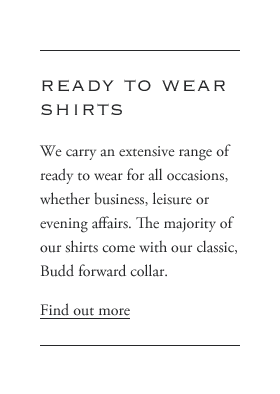 READY TO WEAR
SHIRTS
We carry an extensive range of
ready to wear for all occasions,
whether business, leisure or
evening affairs. The majority of
our shirts come with our classic,
Budd forward collar.
Find out more